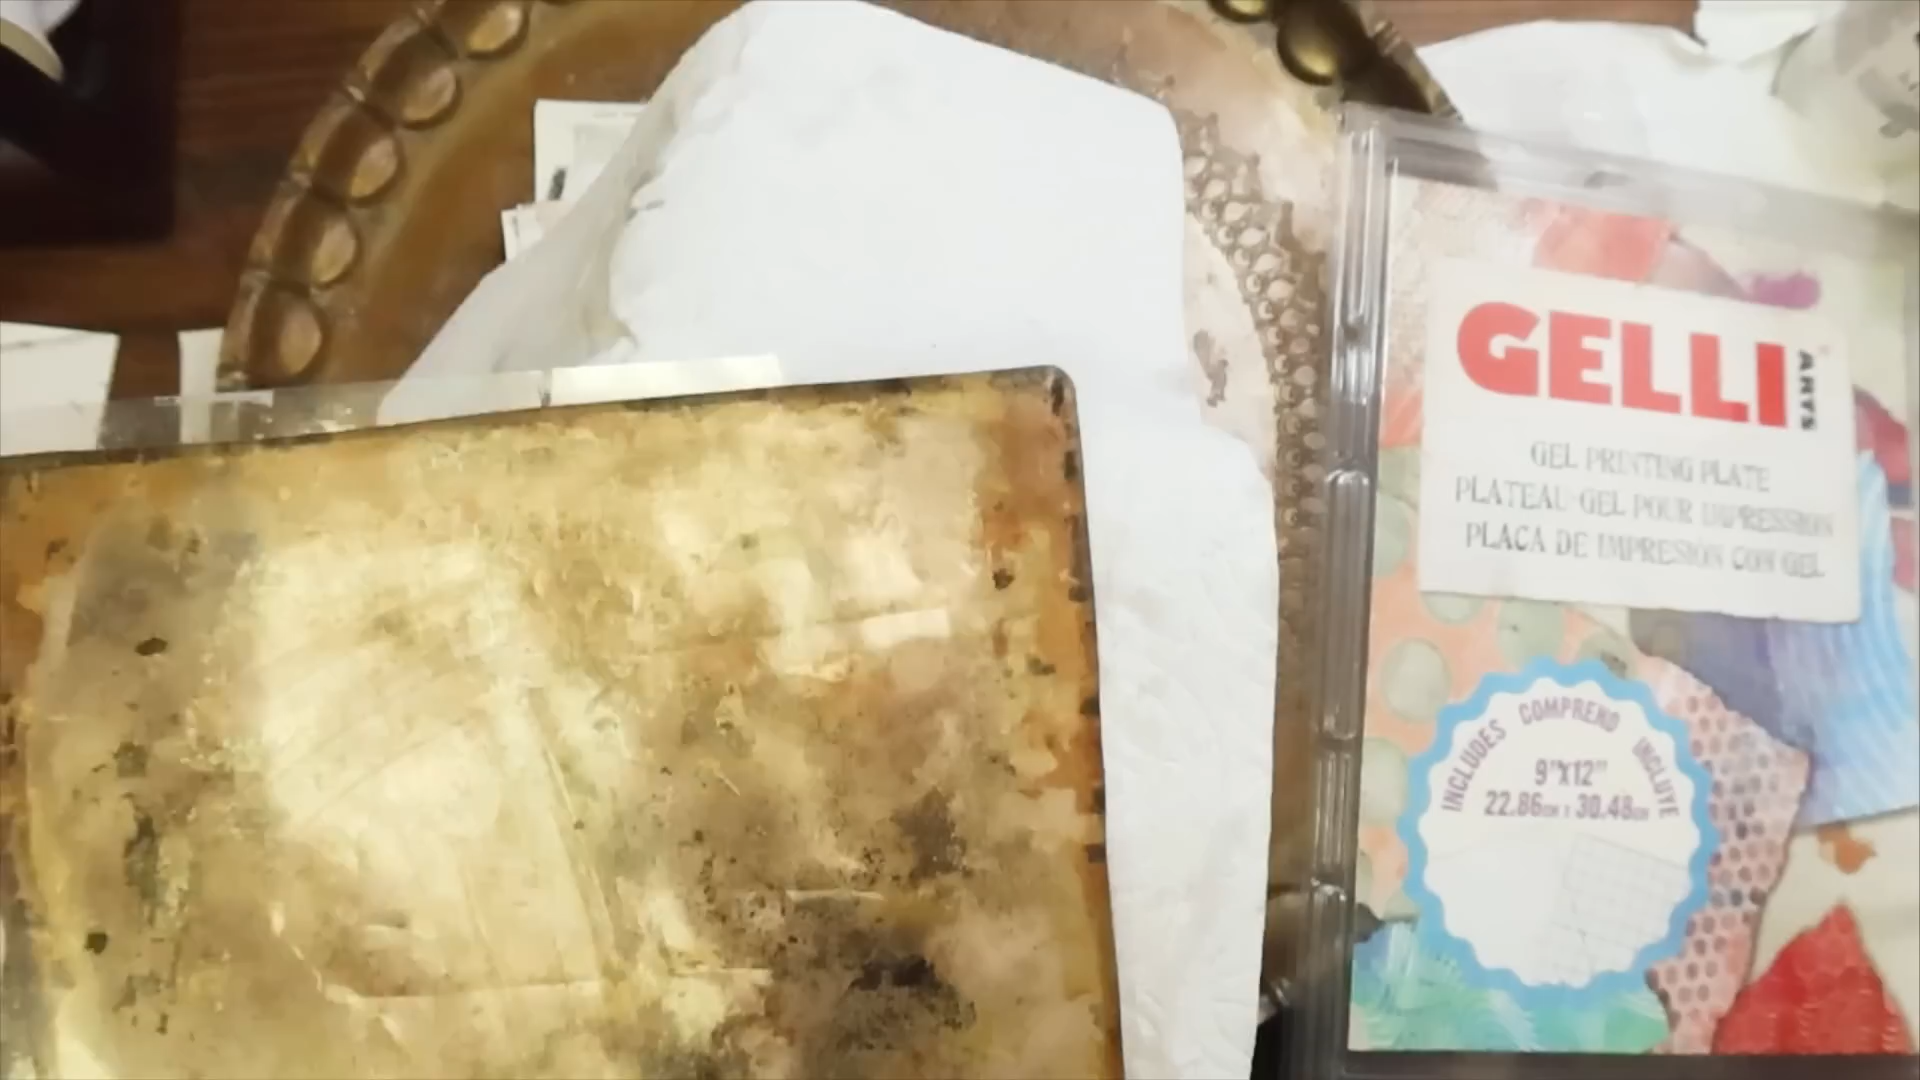 GELLI
ARTS
GEL PRINTING PLATE
PLATEAU GEL POUR IMPRESSION
PLACA DE IMPRESIÓN CON GEL
INCLUDES COMPREND INCLUYE
9"X12"
22.86cm x 30.48cm